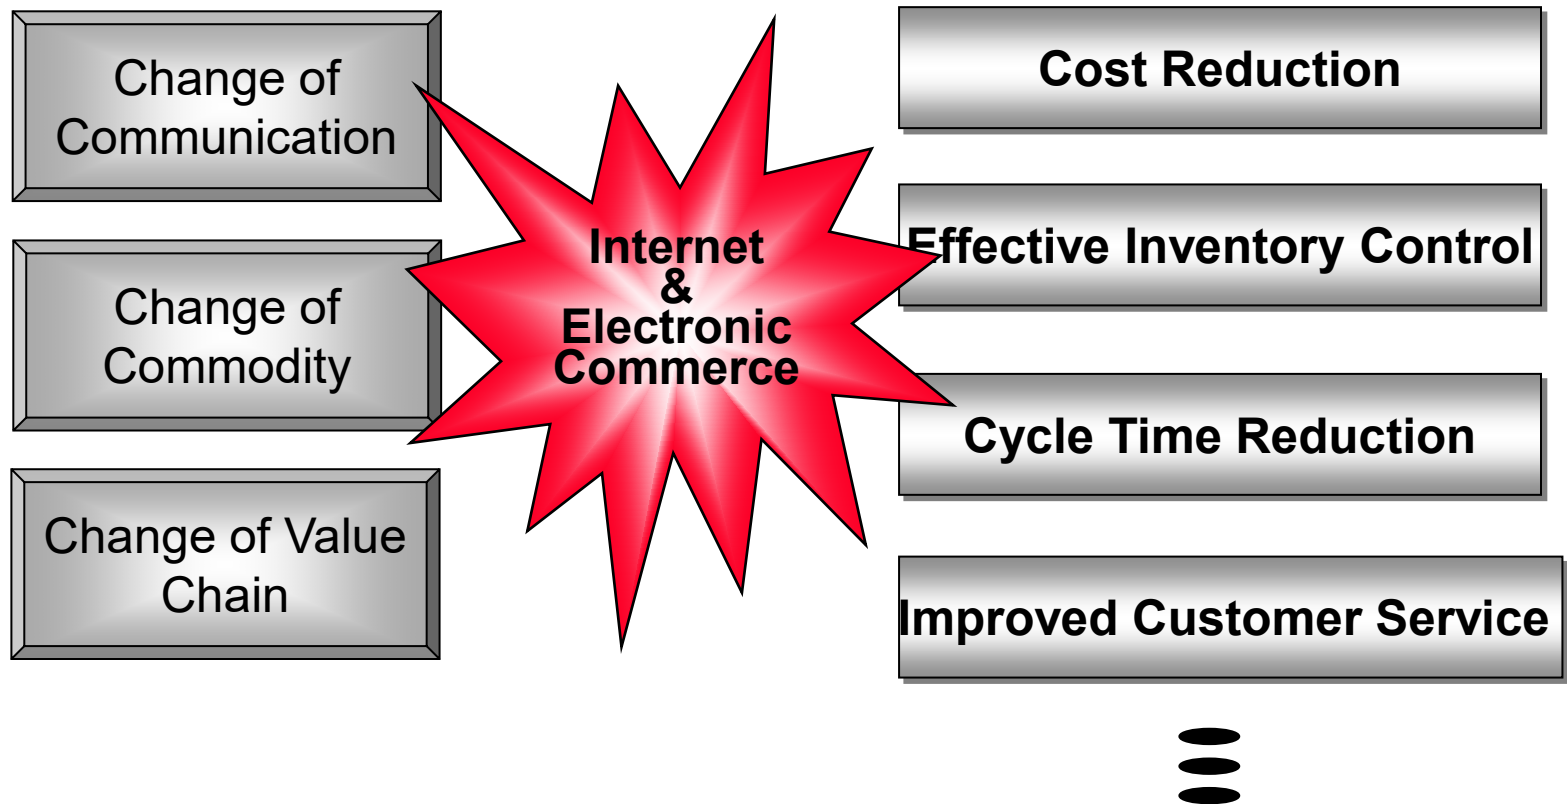 Change of
Communication
Change of
Commodity
Change of Value
Chain
Internet
&
Electronic
Commerce
Cost Reduction
Effective Inventory Control
Cycle Time Reduction
Improved Customer Service